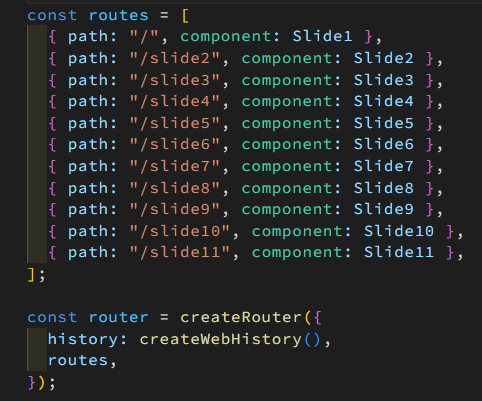 const routes = [
  { path: "/", component: Slide1 },
  { path: "/slide2", component: Slide2 },
  { path: "/slide3", component: Slide3 },
  { path: "/slide4", component: Slide4 },
  { path: "/slide5", component: Slide5 },
  { path: "/slide6", component: Slide6 },
  { path: "/slide7", component: Slide7 },
  { path: "/slide8", component: Slide8 },
  { path: "/slide9", component: Slide9 },
  { path: "/slide10", component: Slide10 },
  { path: "/slide11", component: Slide11 },
];

const router = createRouter({
  history: createWebHistory(),
  routes,
});